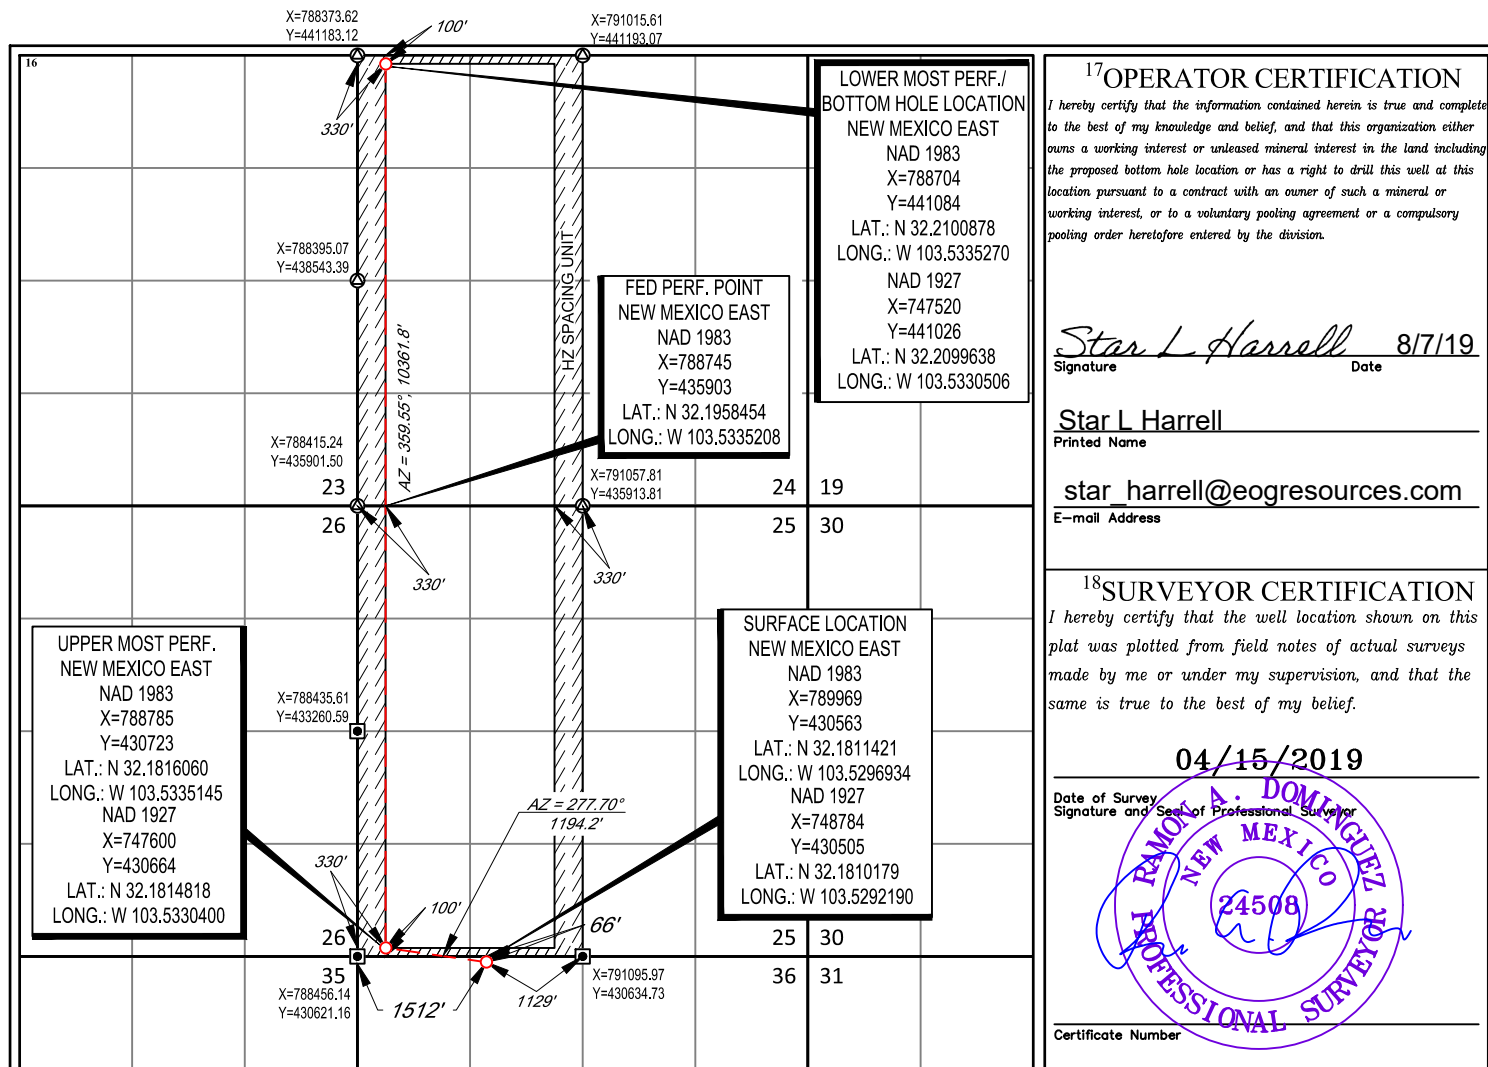 X=788373.62
Y=441183.12
100'
X=791015.61
Y=441193.07
16
330'
LOWER MOST PERF./
BOTTOM HOLE LOCATION
NEW MEXICO EAST
NAD 1983
X=788704
Y=441084
LAT.: N 32.2100878
LONG.: W 103.5335270
NAD 1927
X=747520
Y=441026
LAT.: N 32.2099638
LONG.: W 103.5330506
X=788395.07
Y=438543.39
HZ SPACING UNIT
AZ = 359.55°, 10361.8'
FED PERF. POINT
NEW MEXICO EAST
NAD 1983
X=788745
Y=435903
LAT.: N 32.1958454
LONG.: W 103.5335208
X=788415.24
Y=435901.50
X=791057.81
Y=435913.81
23
24 19
26
25 30
330'
330'
UPPER MOST PERF.
NEW MEXICO EAST
NAD 1983
X=788785
Y=430723
LAT.: N 32.1816060
LONG.: W 103.5335145
NAD 1927
X=747600
Y=430664
LAT.: N 32.1814818
LONG.: W 103.5330400
X=788435.61
Y=433260.59
SURFACE LOCATION
NEW MEXICO EAST
NAD 1983
X=789969
Y=430563
LAT.: N 32.1811421
LONG.: W 103.5296934
NAD 1927
X=748784
Y=430505
LAT.: N 32.1810179
LONG.: W 103.5292190
AZ = 277.70°
1194.2'
330'
100'
66'
26
25 30
35
36 31
X=788456.14
Y=430621.16
1512'
1129'
X=791095.97
Y=430634.73
17 OPERATOR CERTIFICATION
I hereby certify that the information contained herein is true and complete
to the best of my knowledge and belief, and that this organization either
owns a working interest or unleased mineral interest in the land including
the proposed bottom hole location or has a right to drill this well at this
location pursuant to a contract with an owner of such a mineral or
working interest, or to a voluntary pooling agreement or a compulsory
pooling order heretofore entered by the division.
Star L Harrell 8/7/19
Signature Date
Star L Harrell
Printed Name
star_harrell@eogresources.com
E-mail Address
18 SURVEYOR CERTIFICATION
I hereby certify that the well location shown on this
plat was plotted from field notes of actual surveys
made by me or under my supervision, and that the
same is true to the best of my belief.
04/15/2019
Date of Survey
Signature and Seal of Professional Surveyor
RAMON A. DOMINGUEZ
NEW MEXICO
24508
PROFESSIONAL SURVEYOR
Certificate Number